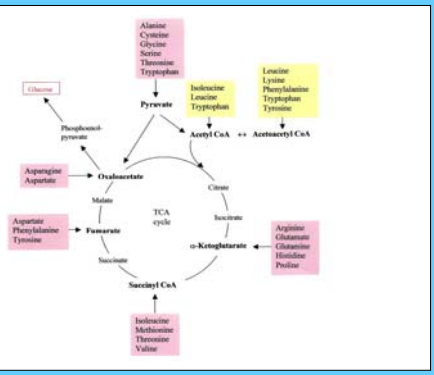 Alanine
Cysteine
Glycine
Serine
Threonine
Tryptophan
Glucose
Pyruvate
Isoleucine
Leucine
Tryptophan
Leucine
Lysine
Phenylalanine
Tryptophan
Tyrosine
Phosphoenol-
pyruvate
Acetyl CoA ↔ Acetoacetyl CoA
Asparagine
Aspartate
Oxaloacetate
Citrate
Malate
TCA
cycle
Isocitrate
Aspartate
Phenylalanine
Tyrosine
Fumarate
α-Ketoglutarate
Arginine
Glutamate
Glutamine
Histidine
Proline
Succinate
Succinyl CoA
Isoleucine
Methionine
Threonine
Valine